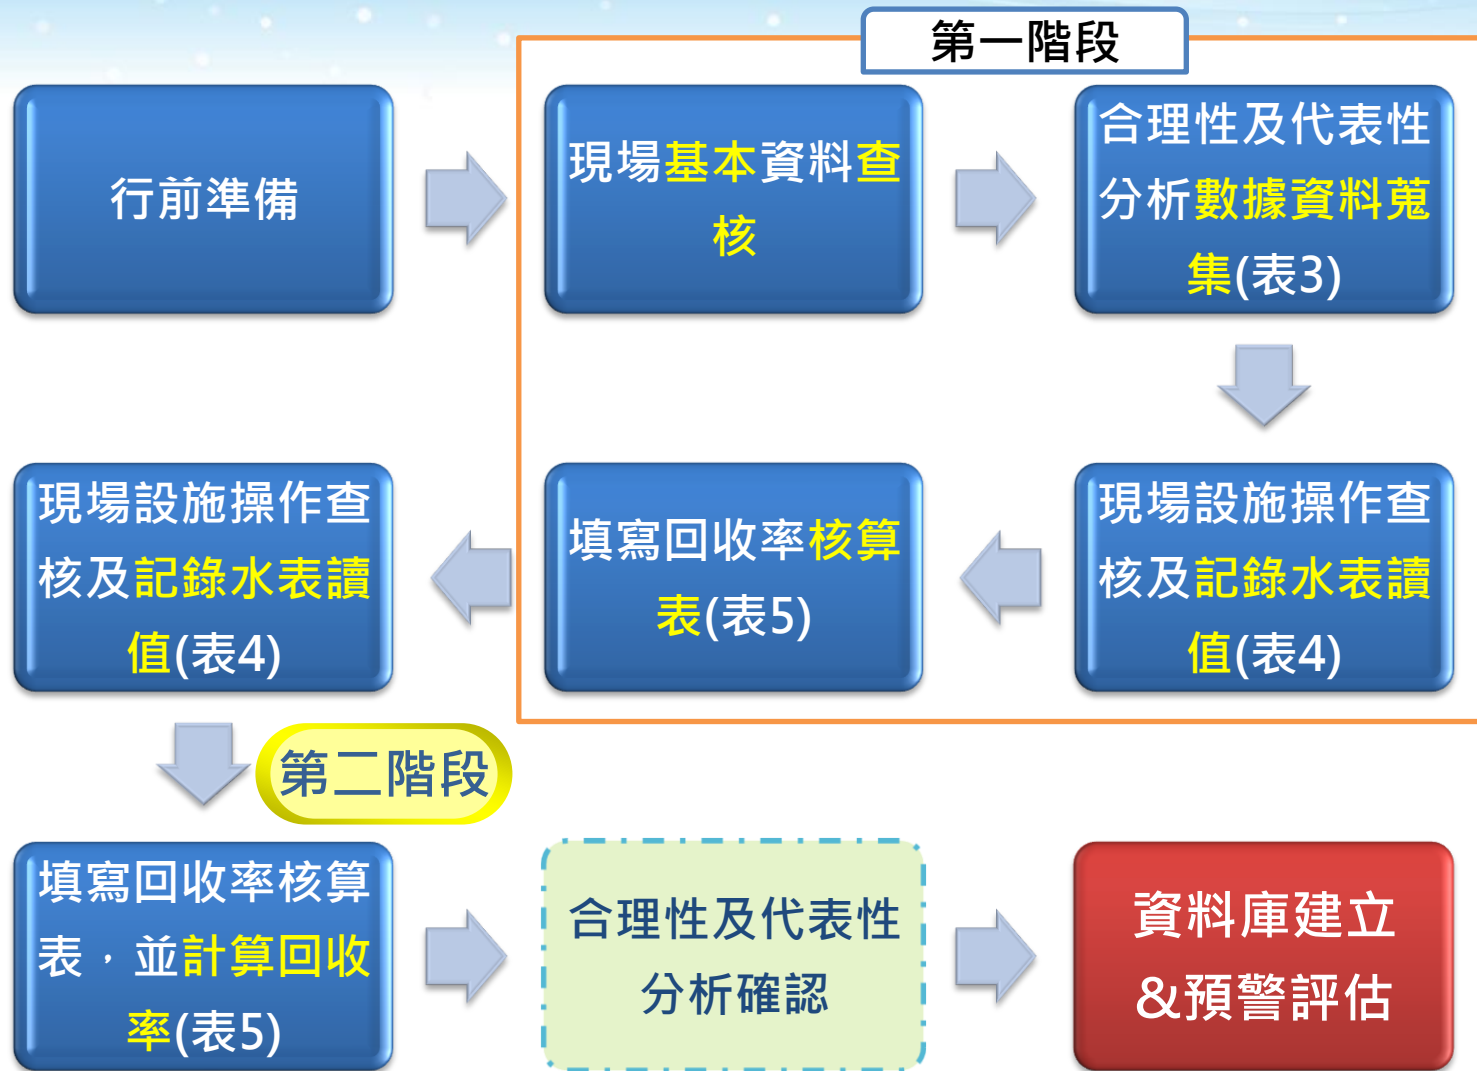 第一階段
行前準備
現場基本資料查
核
合理性及代表性
分析數據資料蒐
集(表3)
現場設施操作查
核及記錄水表讀
值(表4)
填寫回收率核算
表(表5)
現場設施操作查
核及記錄水表讀
值(表4)
第二階段
填寫回收率核算
表，並計算回收
率(表5)
合理性及代表性
分析確認
資料庫建立
&預警評估